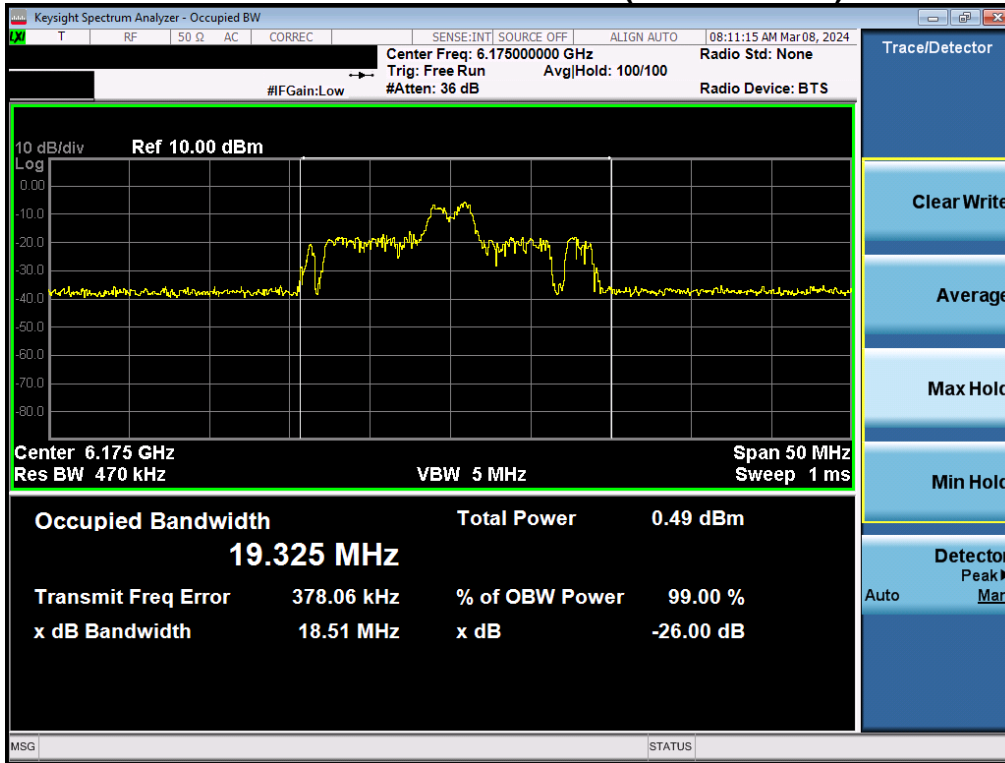 Keysight Spectrum Analyzer - Occupied BW
LXI T RF 50 Ω AC CORREC SENSE:INT SOURCE OFF ALIGN AUTO 08:11:15 AM Mar 08, 2024
Center Freq: 6.175000000 GHz Radio Std: None
Trig: Free Run Avg|Hold: 100/100
#IFGain:Low #Atten: 36 dB Radio Device: BTS
Trace/Detector
10 dB/div Ref 10.00 dBm
Log
0.00
-10.0
-20.0
-30.0
-40.0
-50.0
-60.0
-70.0
-80.0
Center 6.175 GHz Span 50 MHz
Res BW 470 kHz VBW 5 MHz Sweep 1 ms
Occupied Bandwidth Total Power 0.49 dBm
19.325 MHz
Transmit Freq Error 378.06 kHz % of OBW Power 99.00 %
x dB Bandwidth 18.51 MHz x dB -26.00 dB
Clear Write
Average
Max Hold
Min Hold
Detector
Peak
Auto Man
MSG STATUS